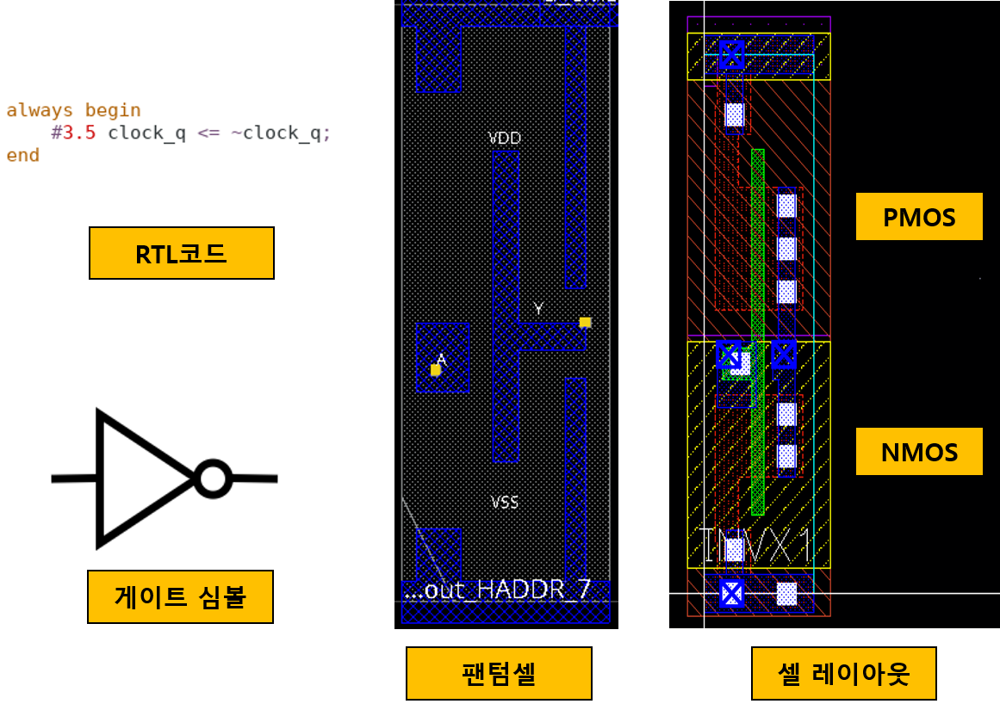 always begin
#3.5 clock_q <= ~clock_q;
end
RTL코드
게이트 심볼
VDD
Y
A
VSS
...out_HADDR_7
팬텀셀
PMOS
NMOS
INVX1
셀 레이아웃